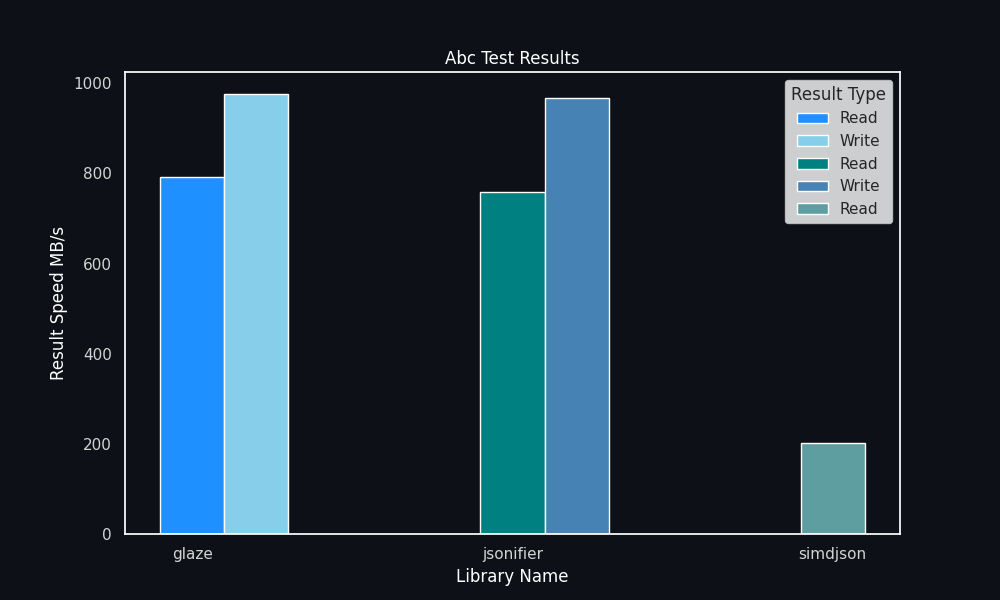 Abc Test Results
1000
800
600
400
200
0
Result Speed MB/s
Result Type
Read
Write
Read
Write
Read
glaze
jsonifier
simdjson
Library Name